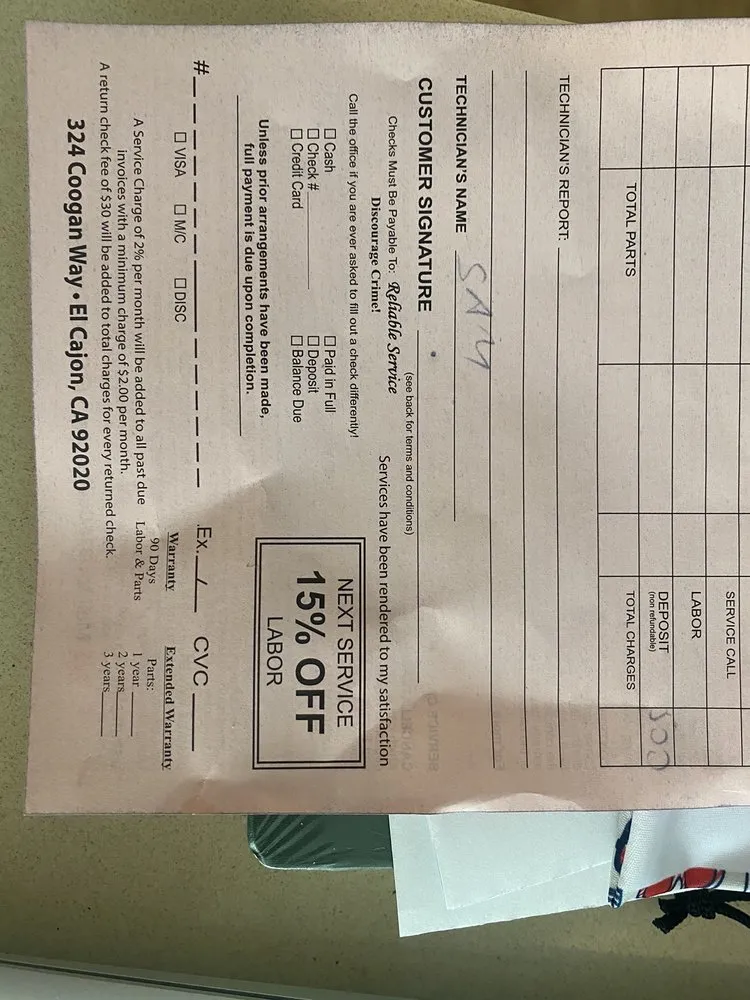 SERVICE CALL
LABOR
DEPOSIT
(non refundable)
TOTAL PARTS
TOTAL CHARGES
TECHNICIAN'S REPORT:
TECHNICIAN'S NAME SAM
CUSTOMER SIGNATURE
(see back for terms and conditions)
Checks Must Be Payable To: Reliable Service
Discourage Crime!
Services have been rendered to my satisfaction
Call the office if you are ever asked to fill out a check differently!
Cash
Check #
Credit Card
Paid in Full
Deposit
Balance Due
Unless prior arrangements have been made,
full payment is due upon completion.
NEXT SERVICE
15% OFF
LABOR
# Ex. / CVC
VISA M/C DISC
A Service Charge of 2% per month will be added to all past due
invoices with a minimum charge of $2.00 per month.
A return check fee of $30 will be added to total charges for every returned check.
Warranty
90 Days
Labor & Parts
Extended Warranty
Parts:
1 year
2 years
3 years
324 Coogan Way • El Cajon, CA 92020